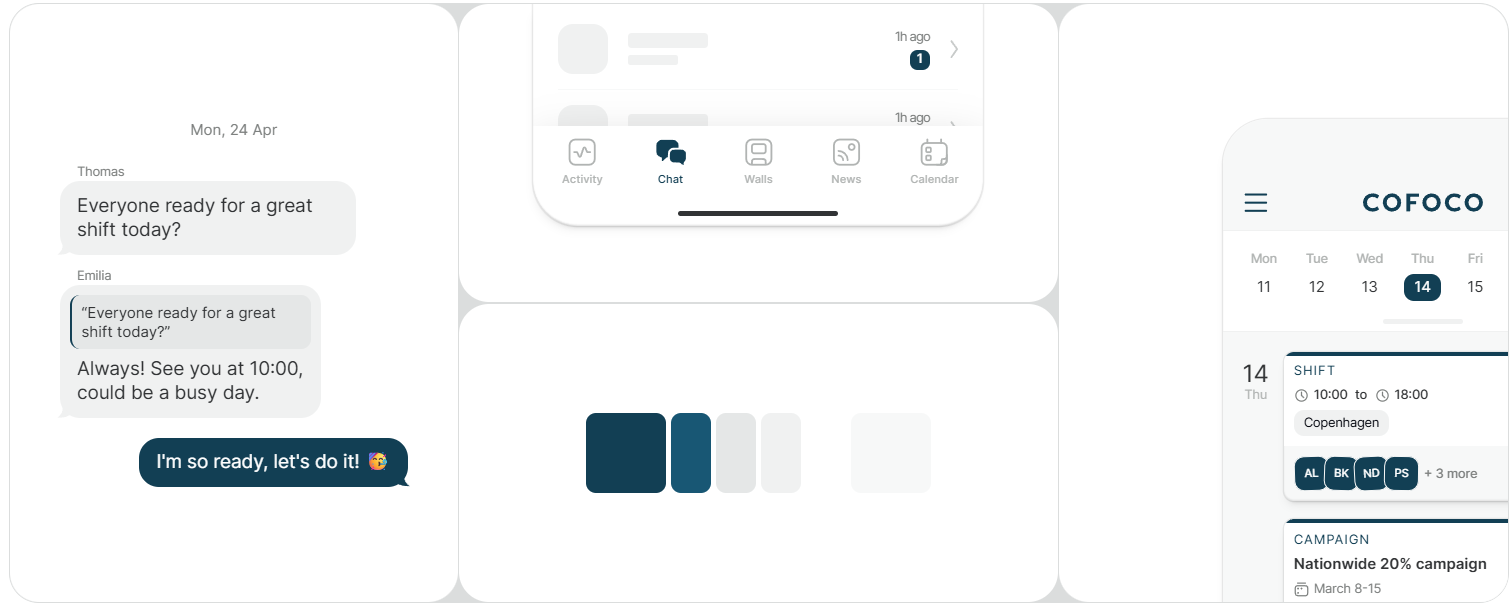 Mon, 24 Apr
Thomas
Everyone ready for a great
shift today?
Emilia
“Everyone ready for a great
shift today?”
Always! See you at 10:00,
could be a busy day.
I'm so ready, let's do it! 🥳
1h ago
1
1h ago
Activity
Chat
Walls
News
Calendar
COFOCO
Mon Tue Wed Thu Fri
11 12 13 14 15
14
Thu
SHIFT
10:00 to 18:00
Copenhagen
AL BK ND PS + 3 more
CAMPAIGN
Nationwide 20% campaign
March 8-15